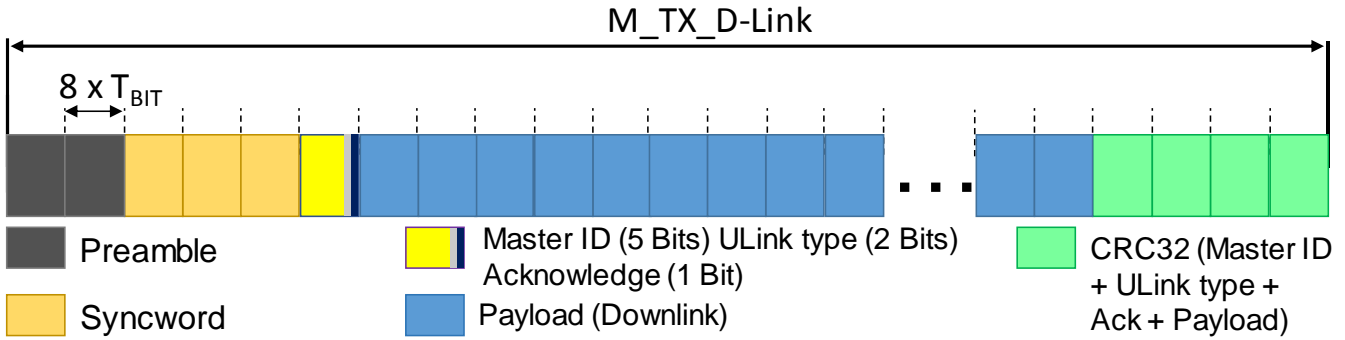 M_TX_D-Link
8 x TBIT
. . .
Preamble
Syncword
Master ID (5 Bits) ULink type (2 Bits)
Acknowledge (1 Bit)
Payload (Downlink)
CRC32 (Master ID
+ ULink type +
Ack + Payload)